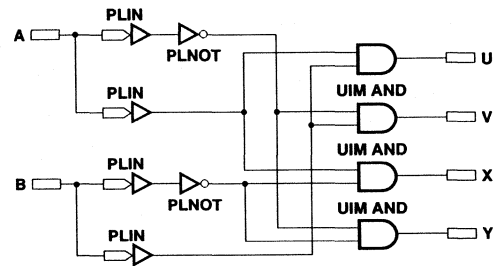 PLIN
A
PLNOT
U
PLIN
UIM AND
V
PLIN
UIM AND
B
X
PLNOT
UIM AND
PLIN
Y